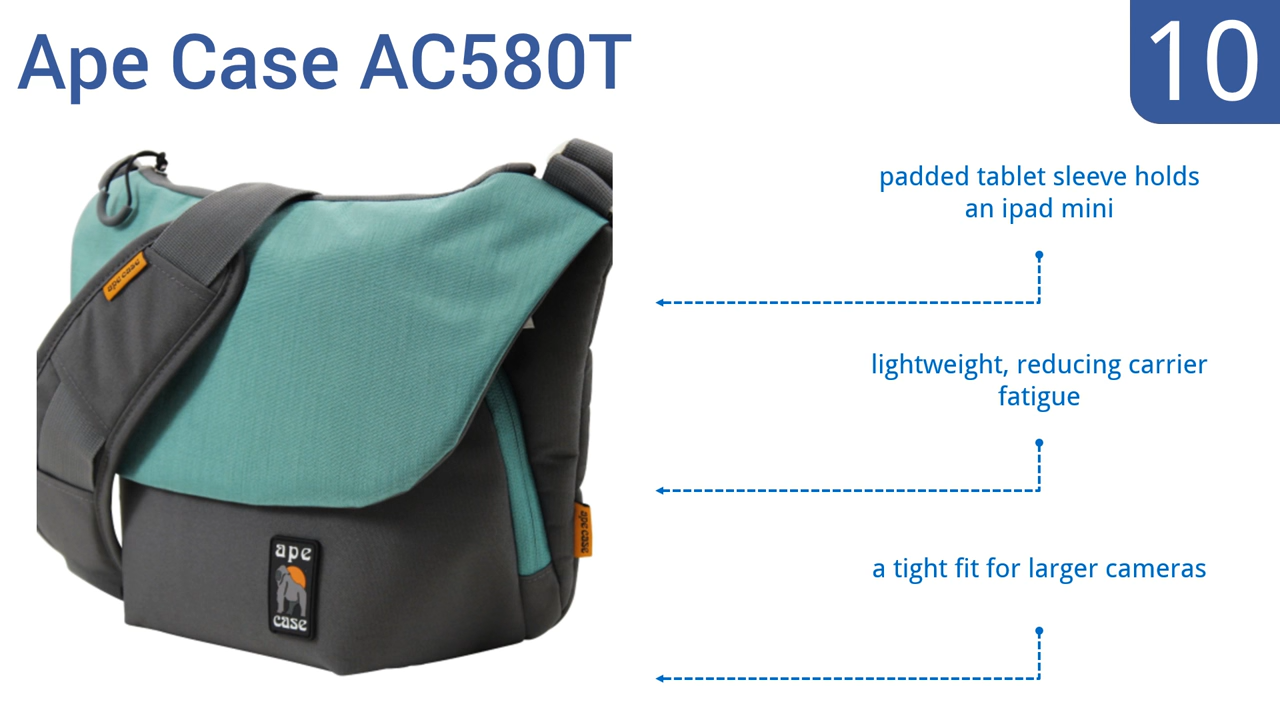 Ape Case AC580T
10
padded tablet sleeve holds
an ipad mini
lightweight, reducing carrier
fatigue
a tight fit for larger cameras
ape case
ape case
ape
case